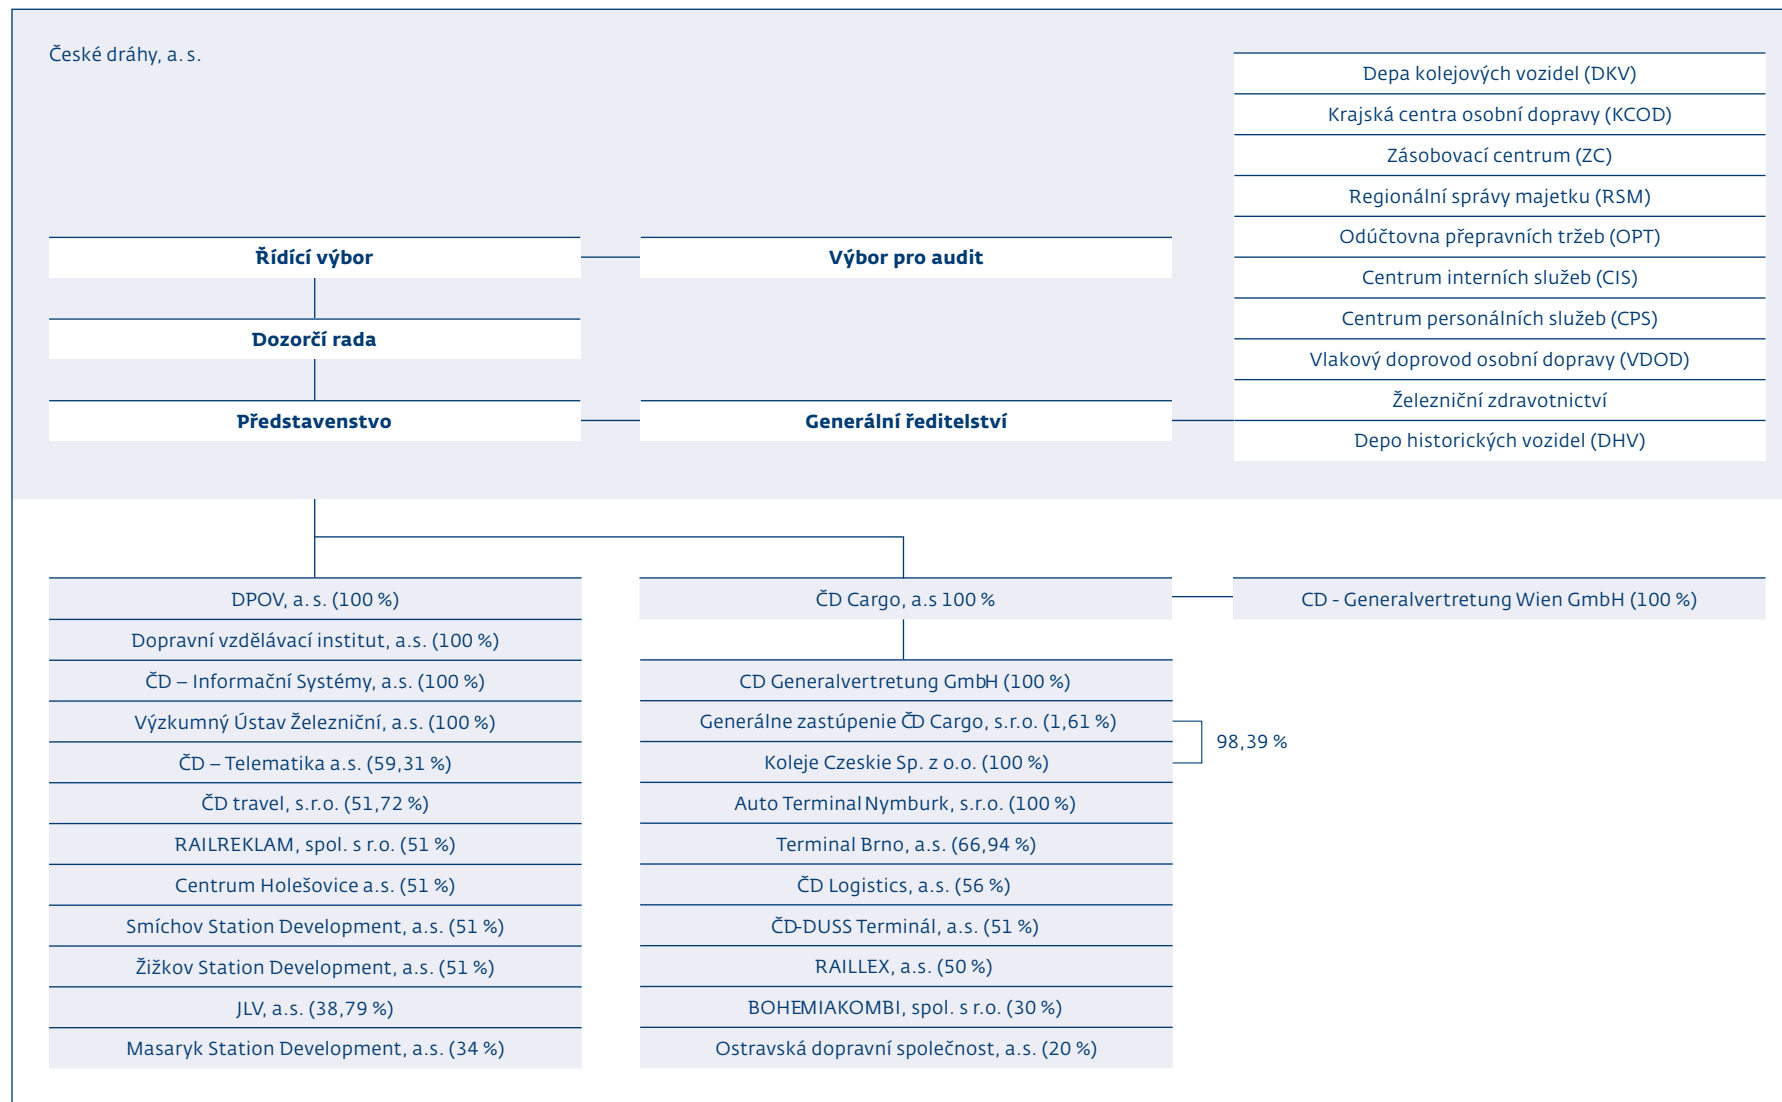 České dráhy, a. s.
Depa kolejových vozidel (DKV)
Krajská centra osobní dopravy (KCOD)
Zásobovací centrum (ZC)
Regionální správy majetku (RSM)
Odúčtovna přepravních tržeb (OPT)
Centrum interních služeb (CIS)
Centrum personálních služeb (CPS)
Vlakový doprovod osobní dopravy (VDOD)
Železniční zdravotnictví
Depo historických vozidel (DHV)
Řídící výbor
Výbor pro audit
Dozorčí rada
Představenstvo
Generální ředitelství
DPOV, a. s. (100 %)
Dopravní vzdělávací institut, a.s. (100 %)
ČD – Informační Systémy, a.s. (100 %)
Výzkumný Ústav Železniční, a.s. (100 %)
ČD – Telematika a.s. (59,31 %)
ČD travel, s.r.o. (51,72 %)
RAILREKLAM, spol. s r.o. (51 %)
Centrum Holešovice a.s. (51 %)
Smíchov Station Development, a.s. (51 %)
Žižkov Station Development, a.s. (51 %)
JLV, a.s. (38,79 %)
Masaryk Station Development, a.s. (34 %)
ČD Cargo, a.s 100 %
CD - Generalvertretung Wien GmbH (100 %)
CD Generalvertretung GmbH (100 %)
Generálne zastúpenie ČD Cargo, s.r.o. (1,61 %)
98,39 %
Koleje Czeskie Sp. z o.o. (100 %)
Auto Terminal Nymburk, s.r.o. (100 %)
Terminal Brno, a.s. (66,94 %)
ČD Logistics, a.s. (56 %)
ČD-DUSS Terminál, a.s. (51 %)
RAILLEX, a.s. (50 %)
BOHEMIAKOMBI, spol. s r.o. (30 %)
Ostravská dopravní společnost, a.s. (20 %)